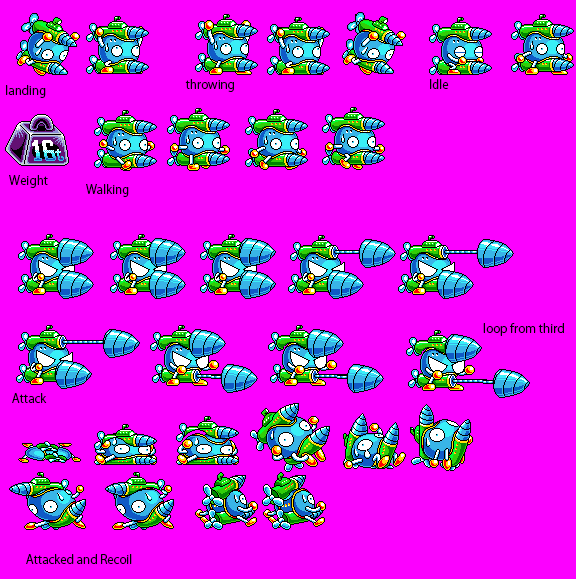 landing
throwing
Idle
16t
Weight
Walking
loop from third
Attack
Attacked and Recoil